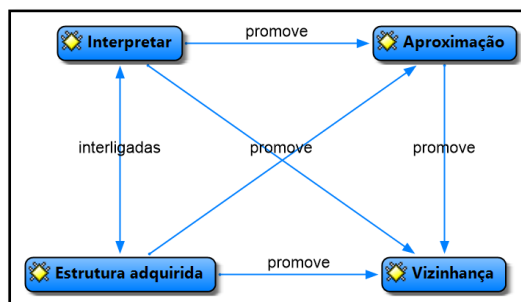 promove
Interpretar
Aproximação
interligadas
promove
promove
Estrutura adquirida
promove
Vizinhança